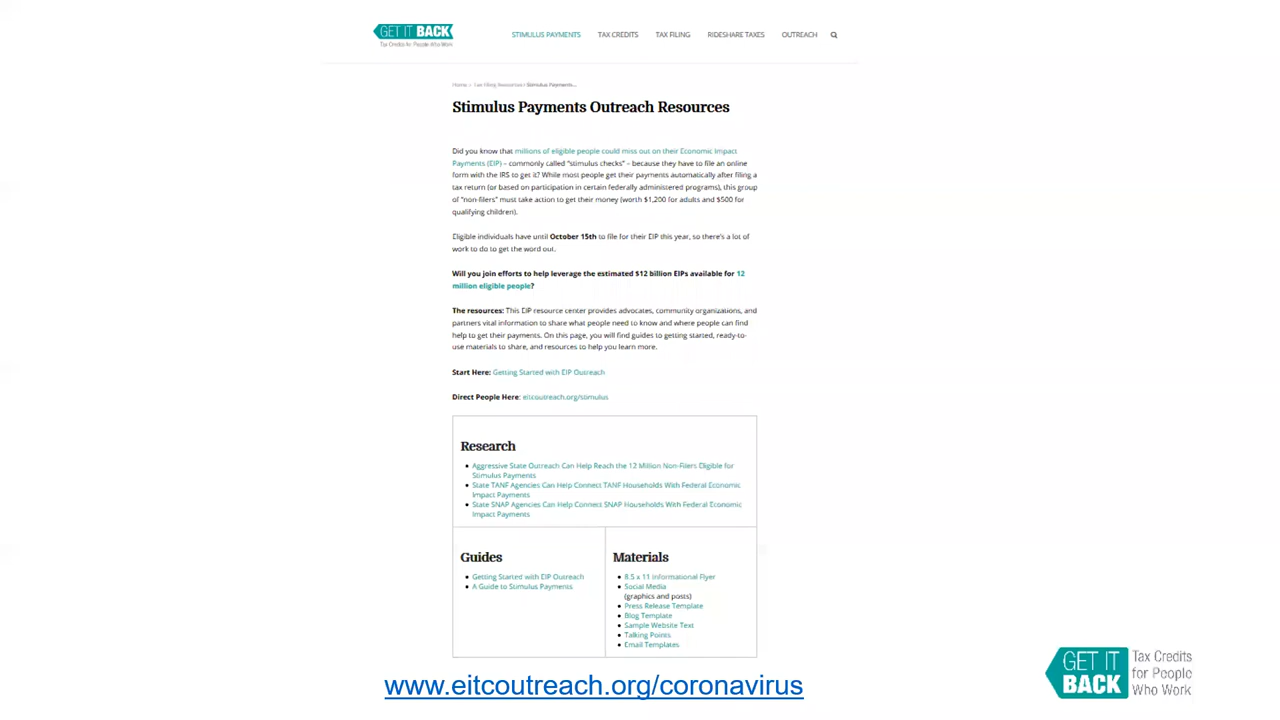 GET IT BACK
Tax Credits for People Who Work
STIMULUS PAYMENTS TAX CREDITS TAX FILING RIDESHARE TAXES OUTREACH
Home / Tax Filing Resources / Stimulus Payments...
Stimulus Payments Outreach Resources
Did you know that millions of eligible people could miss out on their Economic Impact
Payments (EIP) – commonly called "stimulus checks" – because they have to file an online
form with the IRS to get it? While most people get their payments automatically after filing a
tax return (or based on participation in certain federally administered programs), this group
of "non-filers" must take action to get their money (worth $1,200 for adults and $500 for
qualifying children).
Eligible individuals have until October 15th to file for their EIP this year, so there's a lot of
work to do to get the word out.
Will you join efforts to help leverage the estimated $12 billion EIPs available for 12
million eligible people?
The resources: This EIP resource center provides advocates, community organizations, and
partners vital information to share what people need to know and where people can find
help to get their payments. On this page, you will find guides to getting started, ready-to-
use materials to share, and resources to help you learn more.
Start Here: Getting Started with EIP Outreach
Direct People Here: eitcoutreach.org/stimulus
Research
Aggressive State Outreach Can Help Reach the 12 Million Non-Filers Eligible for
Stimulus Payments
State TANF Agencies Can Help Connect TANF Households With Federal Economic
Impact Payments
State SNAP Agencies Can Help Connect SNAP Households With Federal Economic
Impact Payments
Guides
Getting Started with EIP Outreach
A Guide to Stimulus Payments
Materials
8.5 x 11 Informational Flyer
Social Media
(graphics and posts)
Press Release Template
Blog Template
Sample Website Text
Talking Points
Email Templates
www.eitcoutreach.org/coronavirus
GET IT
BACK
Tax Credits
for People
Who Work